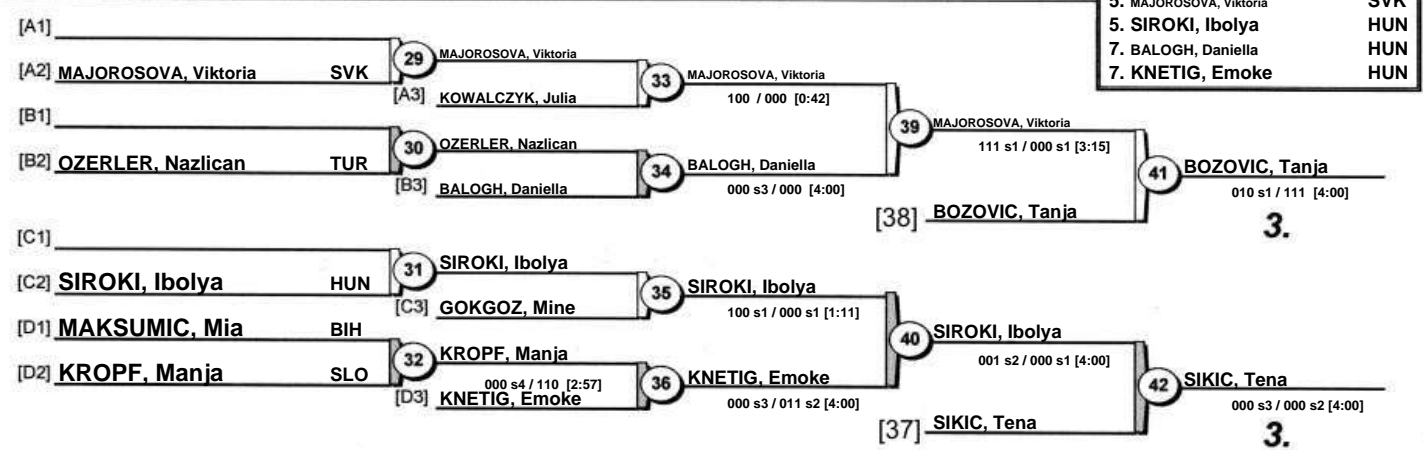 5. MAJOROSOVA, Viktoria SVK
5. SIROKI, Ibolya HUN
7. BALOGH, Daniella HUN
7. KNETIG, Emoke HUN
[A1]
[A2] MAJOROSOVA, Viktoria SVK
29
MAJOROSOVA, Viktoria
[A3] KOWALCZYK, Julia
33
MAJOROSOVA, Viktoria
100 / 000 [0:42]
[B1]
[B2] OZERLER, Nazlican TUR
30
OZERLER, Nazlican
[B3] BALOGH, Daniella
34
BALOGH, Daniella
000 s3 / 000 [4:00]
39
MAJOROSOVA, Viktoria
111 s1 / 000 s1 [3:15]
[38] BOZOVIC, Tanja
41
BOZOVIC, Tanja
010 s1 / 111 [4:00]
3.
[C1]
[C2] SIROKI, Ibolya HUN
31
SIROKI, Ibolya
[C3] GOKGOZ, Mine
35
SIROKI, Ibolya
100 s1 / 000 s1 [1:11]
[D1] MAKSUMIC, Mia BIH
[D2] KROPF, Manja SLO
32
KROPF, Manja
000 s4 / 110 [2:57]
[D3] KNETIG, Emoke
36
KNETIG, Emoke
000 s3 / 011 s2 [4:00]
40
SIROKI, Ibolya
001 s2 / 000 s1 [4:00]
[37] SIKIC, Tena
42
SIKIC, Tena
000 s3 / 000 s2 [4:00]
3.